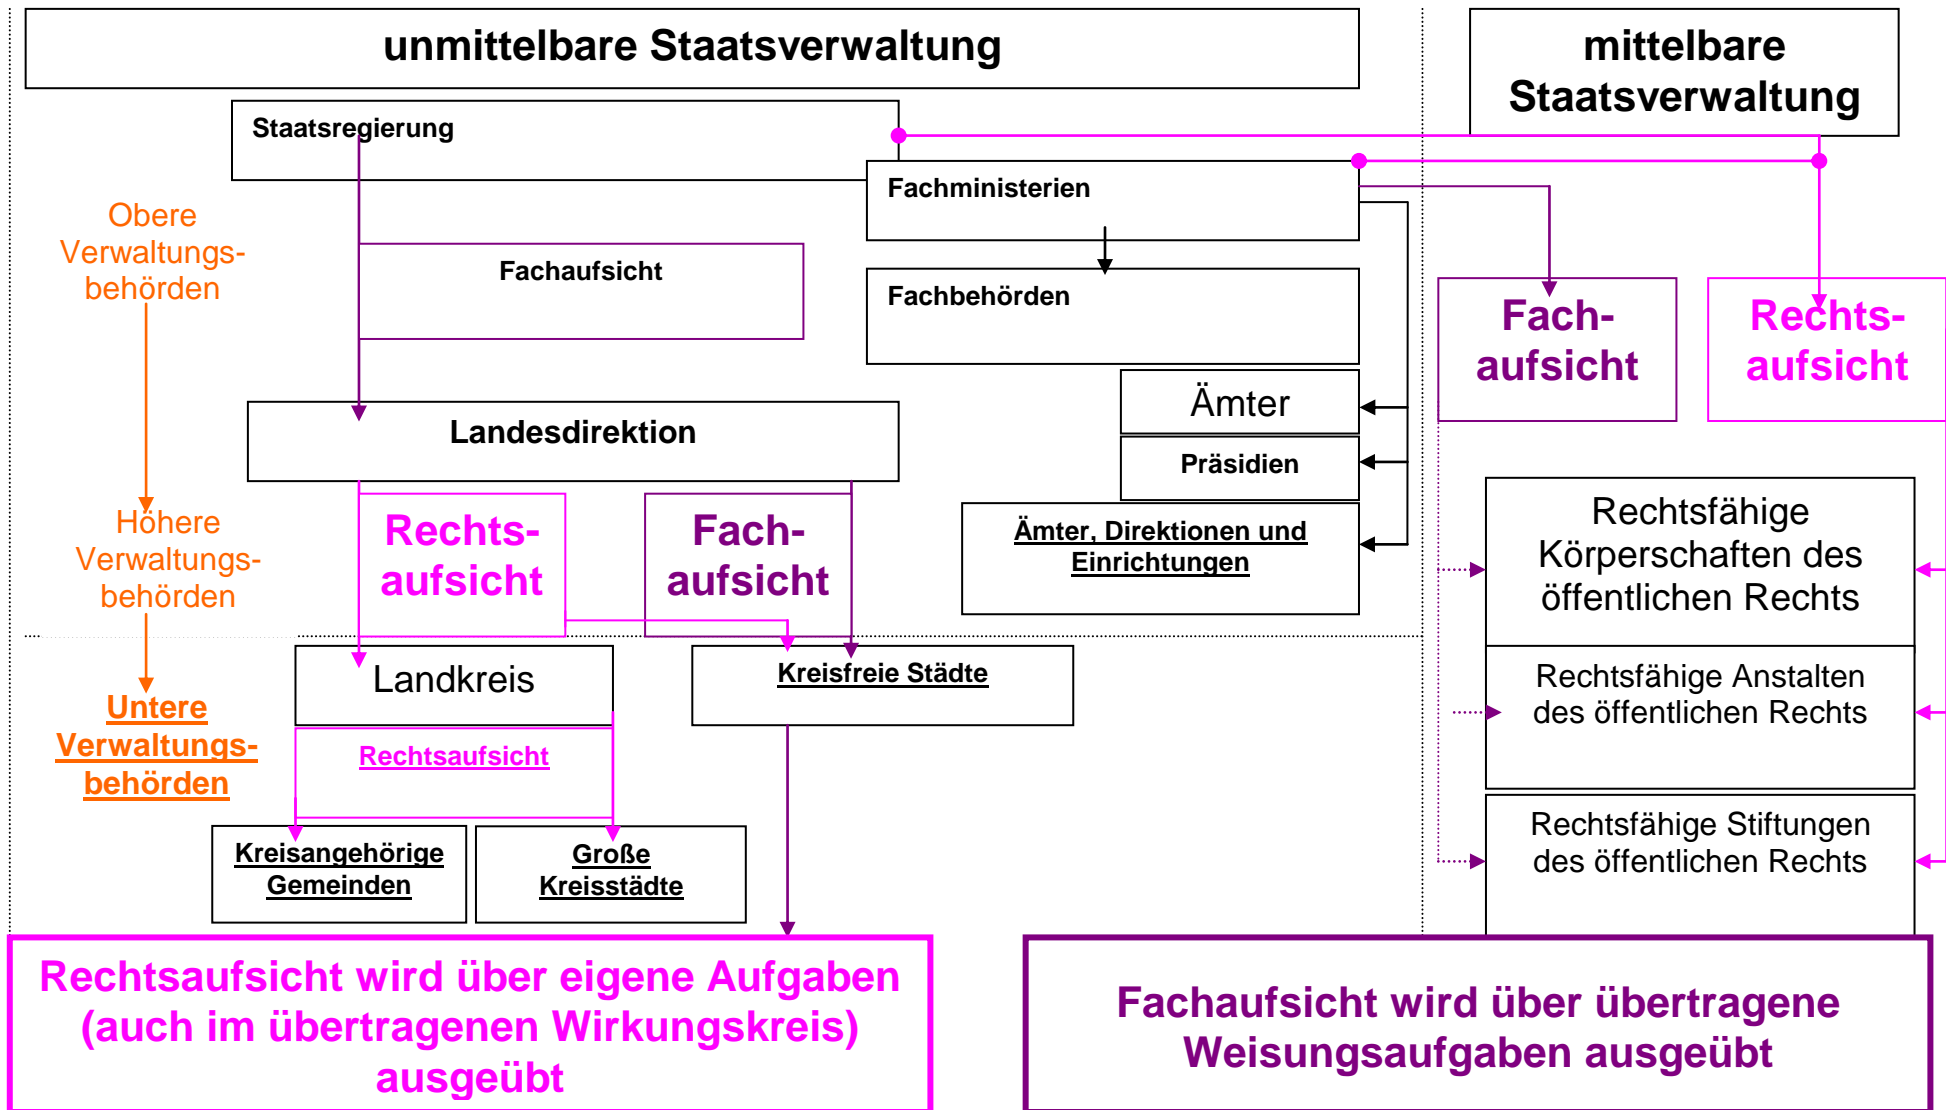 unmittelbare Staatsverwaltung
mittelbare
Staatsverwaltung
Staatsregierung
Fachministerien
Obere
Verwaltungs-
behörden
Fachaufsicht
Fachbehörden
Fach-
aufsicht
Rechts-
aufsicht
Ämter
Landesdirektion
Präsidien
Höhere
Verwaltungs-
behörden
Rechts-
aufsicht
Fach-
aufsicht
Ämter, Direktionen und
Einrichtungen
Rechtsfähige
Körperschaften des
öffentlichen Rechts
Landkreis
Kreisfreie Städte
Rechtsfähige Anstalten
des öffentlichen Rechts
Untere
Verwaltungs-
behörden
Rechtsaufsicht
Kreisangehörige
Gemeinden
Große
Kreisstädte
Rechtsfähige Stiftungen
des öffentlichen Rechts
Rechtsaufsicht wird über eigene Aufgaben
(auch im übertragenen Wirkungskreis)
ausgeübt
Fachaufsicht wird über übertragene
Weisungsaufgaben ausgeübt